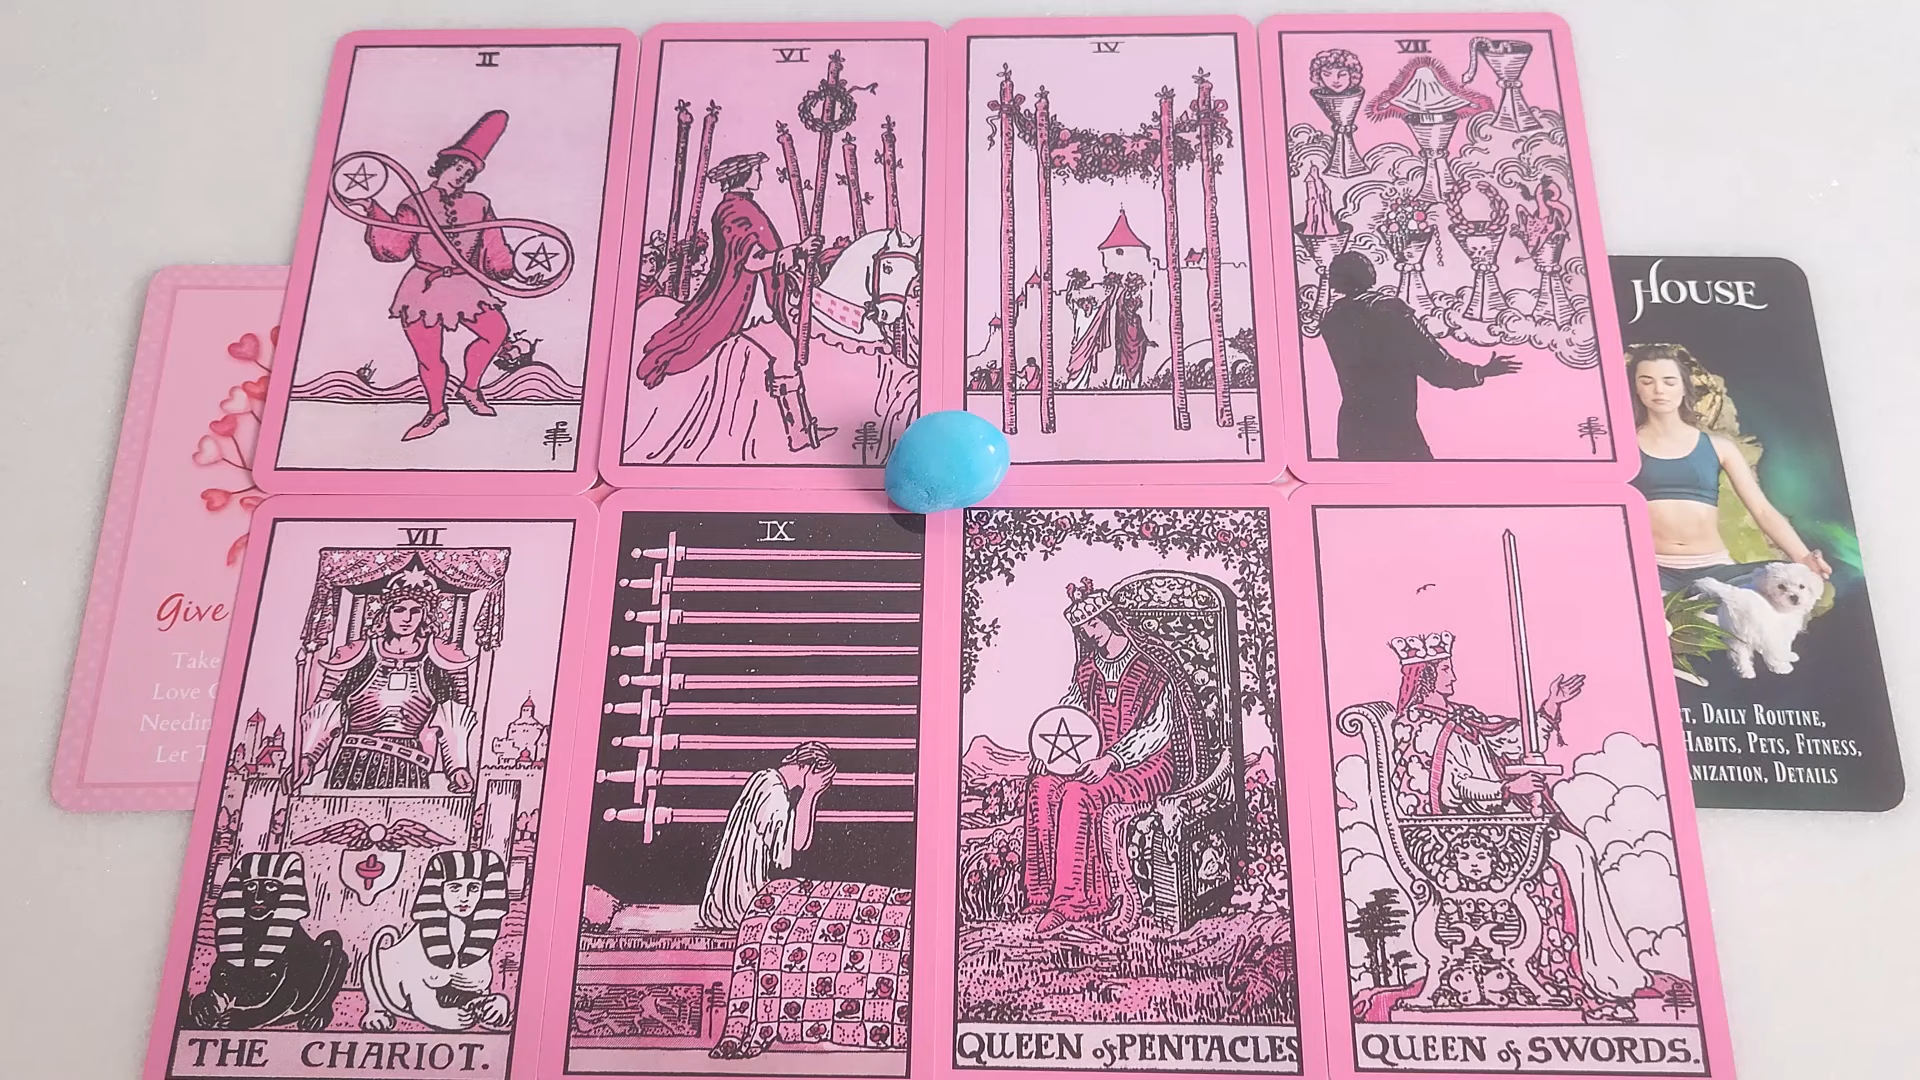 II
VI
IV
VII
HOUSE
Give
Take
Love
Needin
Let
DAILY ROUTINE,
HABITS, PETS, FITNESS,
NIZATION, DETAILS
VII
IX
THE CHARIOT.
QUEEN of PENTACLES
QUEEN of SWORDS.